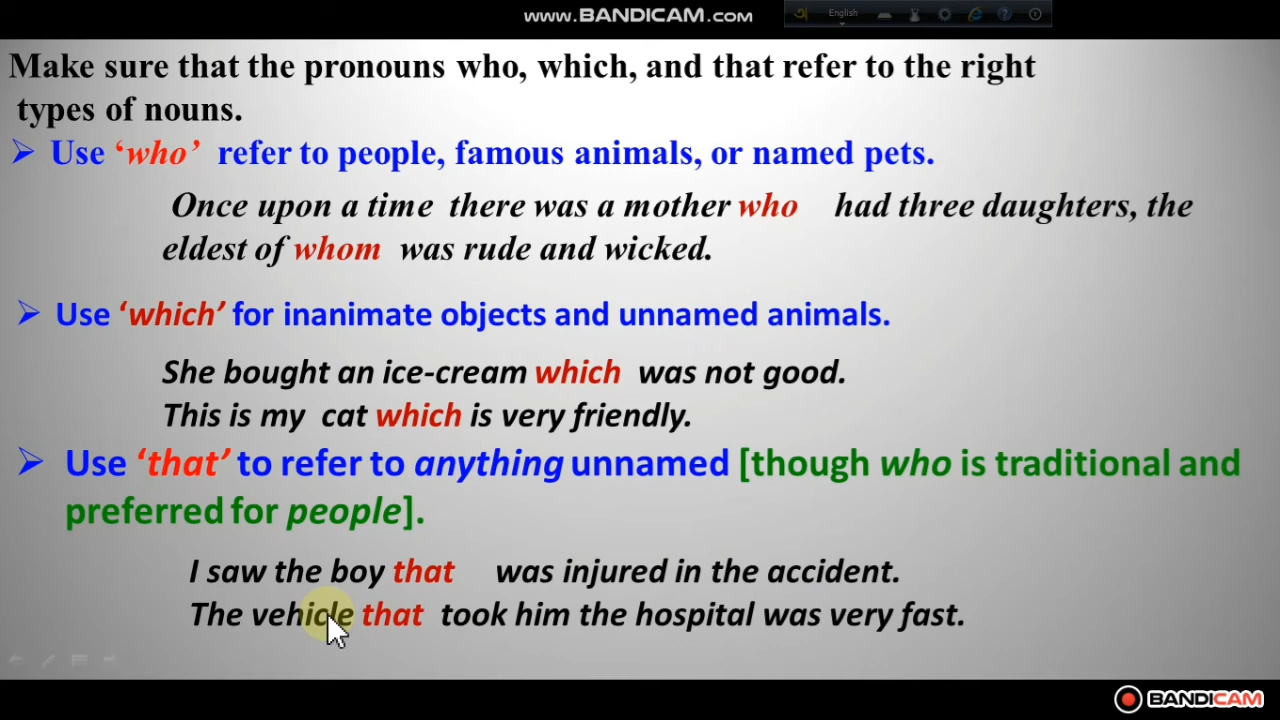 www.BANDICAM.com
English
Make sure that the pronouns who, which, and that refer to the right
types of nouns.
Use ‘who’ refer to people, famous animals, or named pets.
Once upon a time there was a mother who had three daughters, the
eldest of whom was rude and wicked.
Use ‘which’ for inanimate objects and unnamed animals.
She bought an ice-cream which was not good.
This is my cat which is very friendly.
Use ‘that’ to refer to anything unnamed [though who is traditional and
preferred for people].
I saw the boy that was injured in the accident.
The vehicle that took him the hospital was very fast.
BANDICAM